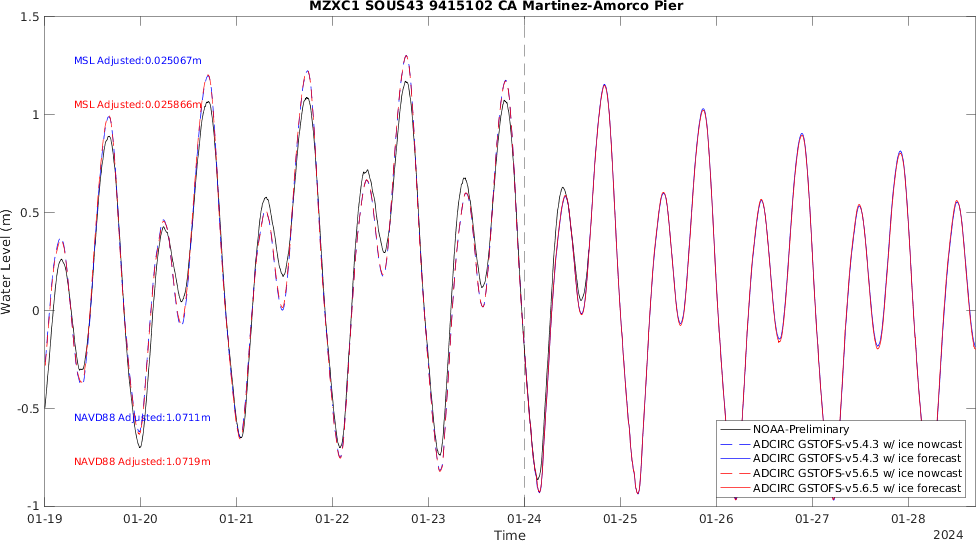 MZXC1 SOUS43 9415102 CA Martinez-Amorco Pier
1.5
1
0.5
0
-0.5
-1
Water Level (m)
MSL Adjusted:0.025067m
MSL Adjusted:0.025866m
NAVD88 Adjusted:1.0711m
NAVD88 Adjusted:1.0719m
NOAA-Preliminary
ADCIRC GSTOFS-v5.4.3 w/ ice nowcast
ADCIRC GSTOFS-v5.4.3 w/ ice forecast
ADCIRC GSTOFS-v5.6.5 w/ ice nowcast
ADCIRC GSTOFS-v5.6.5 w/ ice forecast
01-19 01-20 01-21 01-22 01-23 01-24 01-25 01-26 01-27 01-28
Time
2024